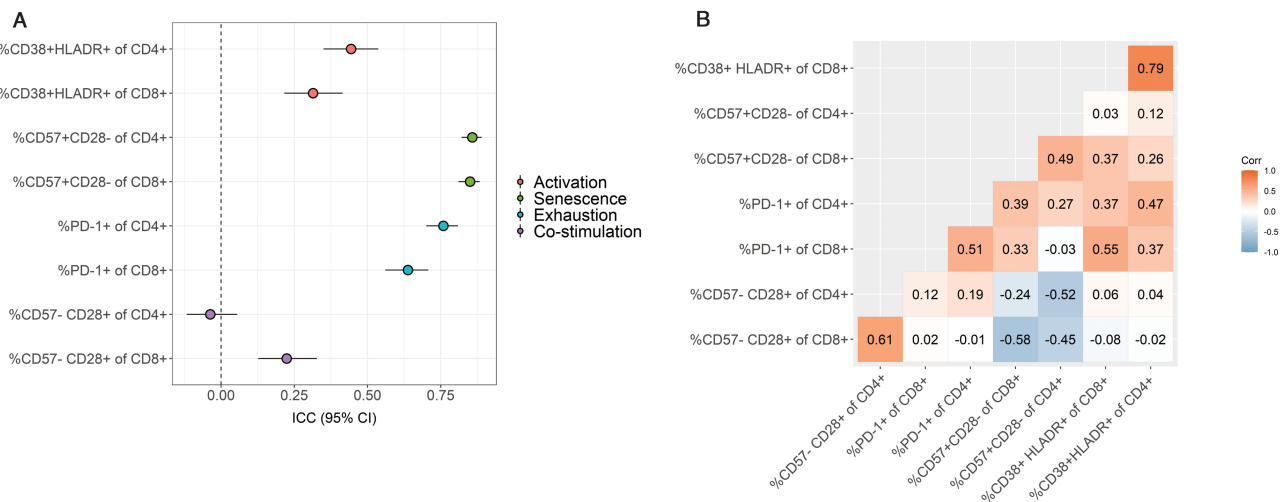 A
%CD38+HLADR+ of CD4+
%CD38+HLADR+ of CD8+
%CD57+CD28- of CD4+
%CD57+CD28- of CD8+
%PD-1+ of CD4+
%PD-1+ of CD8+
%CD57- CD28+ of CD4+
%CD57- CD28+ of CD8+
0.00 0.25 0.50 0.75
ICC (95% CI)
Activation
Senescence
Exhaustion
Co-stimulation
B
%CD38+ HLADR+ of CD8+ 0.79
%CD57+CD28- of CD4+ 0.03 0.12
%CD57+CD28- of CD8+ 0.49 0.37 0.26
%PD-1+ of CD4+ 0.39 0.27 0.37 0.47
%PD-1+ of CD8+ 0.51 0.33 -0.03 0.55 0.37
%CD57- CD28+ of CD4+ 0.12 0.19 -0.24 -0.52 0.06 0.04
%CD57- CD28+ of CD8+ 0.61 0.02 -0.01 -0.58 -0.45 -0.08 -0.02
%CD57- CD28+ of CD4+
%PD-1+ of CD8+
%PD-1+ of CD4+
%CD57+CD28- of CD8+
%CD57+CD28- of CD4+
%CD38+ HLADR+ of CD8+
%CD38+HLADR+ of CD4+
Corr
1.0
0.5
0.0
-0.5
-1.0